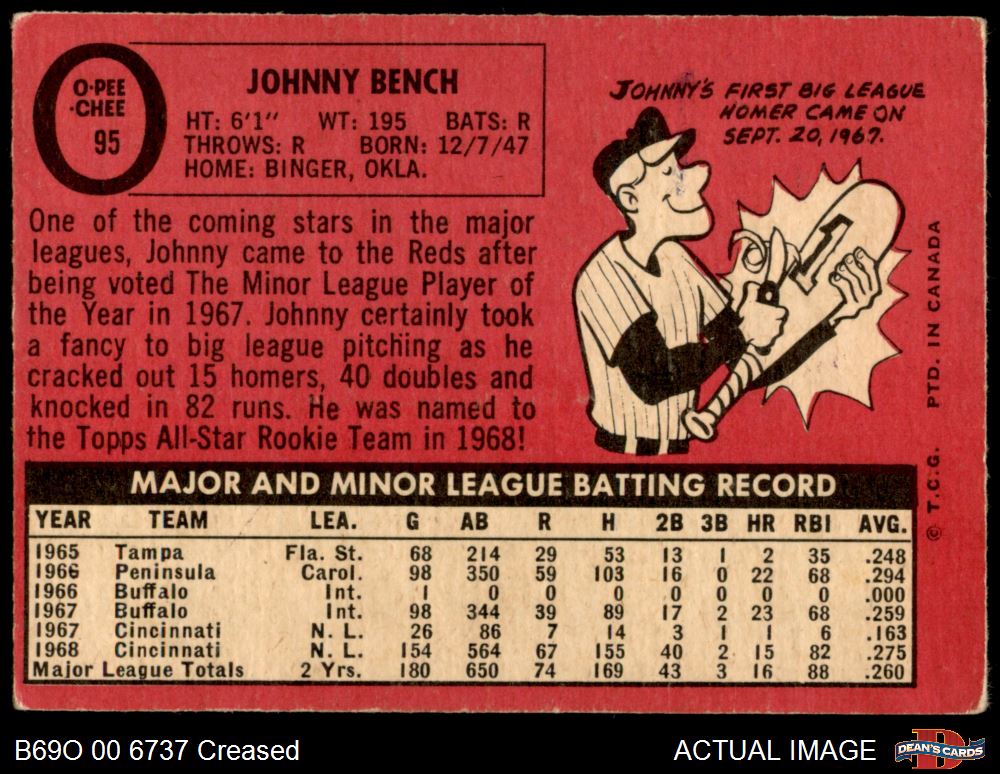 O·PEE
·CHEE
95
JOHNNY BENCH
HT: 6'1" WT: 195 BATS: R
THROWS: R BORN: 12/7/47
HOME: BINGER, OKLA.
One of the coming stars in the major
leagues, Johnny came to the Reds after
being voted The Minor League Player of
the Year in 1967. Johnny certainly took
a fancy to big league pitching as he
cracked out 15 homers, 40 doubles and
knocked in 82 runs. He was named to
the Topps All-Star Rookie Team in 1968!
JOHNNY'S FIRST BIG LEAGUE
HOMER CAME ON
SEPT. 20, 1967.
1
© T.C.G. PTD. IN CANADA
MAJOR AND MINOR LEAGUE BATTING RECORD
YEAR TEAM LEA. G AB R H 2B 3B HR RBI AVG.
1965 Tampa Fla. St. 68 214 29 53 13 1 2 35 .248
1966 Peninsula Carol. 98 350 59 103 16 0 22 68 .294
1966 Buffalo Int. 1 0 0 0 0 0 0 0 .000
1967 Buffalo Int. 98 344 39 89 17 2 23 68 .259
1967 Cincinnati N. L. 26 86 7 14 3 1 1 6 .163
1968 Cincinnati N. L. 154 564 67 155 40 2 15 82 .275
Major League Totals 2 Yrs. 180 650 74 169 43 3 16 88 .260
B69O 00 6737 Creased
ACTUAL IMAGE
DEAN'S CARDS